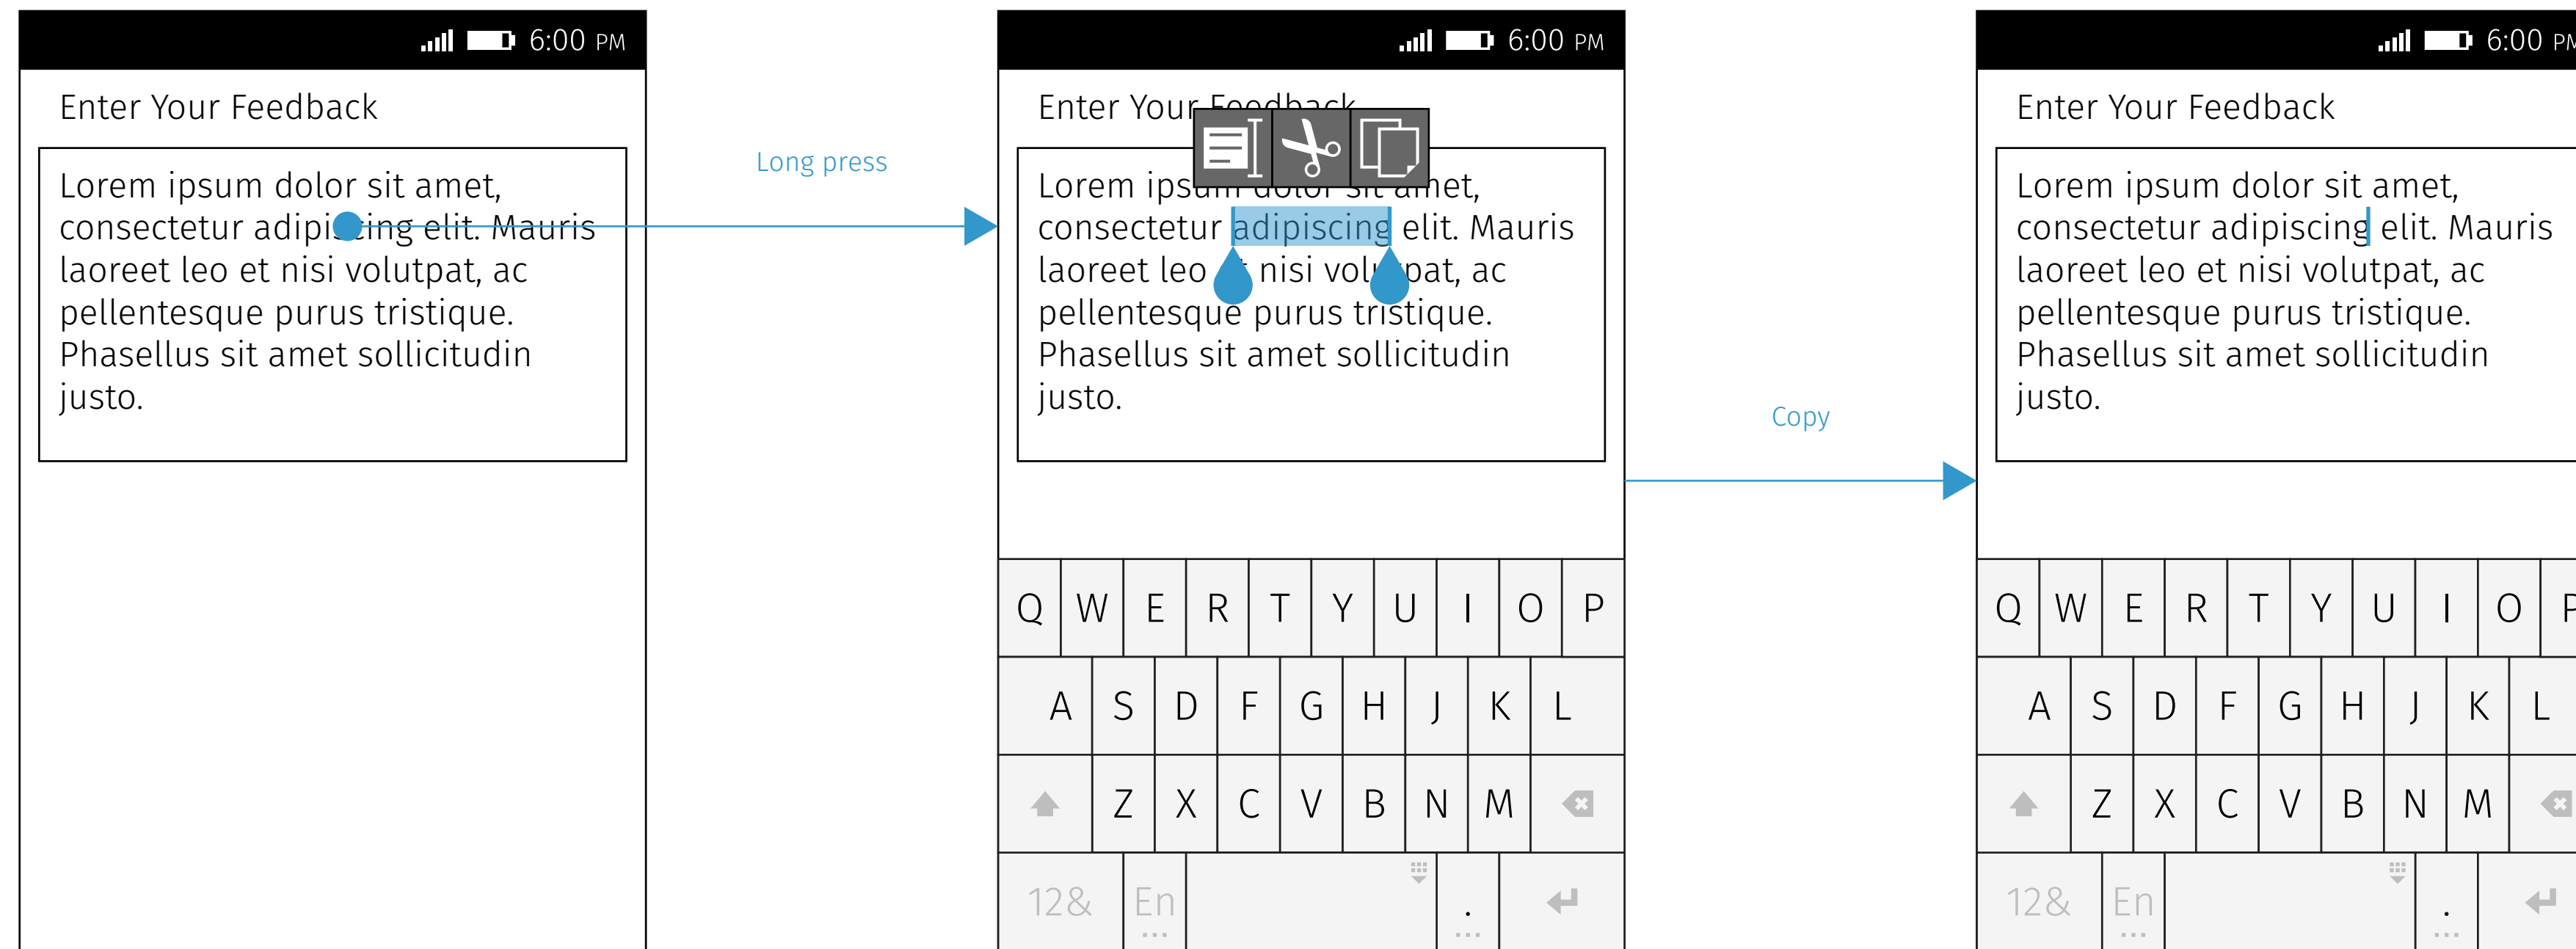 6:00 PM
Enter Your Feedback
Lorem ipsum dolor sit amet,
consectetur adipiscing elit. Mauris
laoreet leo et nisi volutpat, ac
pellentesque purus tristique.
Phasellus sit amet sollicitudin
justo.
Long press
6:00 PM
Enter Your Feedback
Lorem ipsum dolor sit amet,
consectetur adipiscing elit. Mauris
laoreet leo et nisi volutpat, ac
pellentesque purus tristique.
Phasellus sit amet sollicitudin
justo.
Q W E R T Y U I O P
A S D F G H J K L
Z X C V B N M
12& En .
Copy
6:00 PM
Enter Your Feedback
Lorem ipsum dolor sit amet,
consectetur adipiscing elit. Mauris
laoreet leo et nisi volutpat, ac
pellentesque purus tristique.
Phasellus sit amet sollicitudin
justo.
Q W E R T Y U I O P
A S D F G H J K L
Z X C V B N M
12& En .